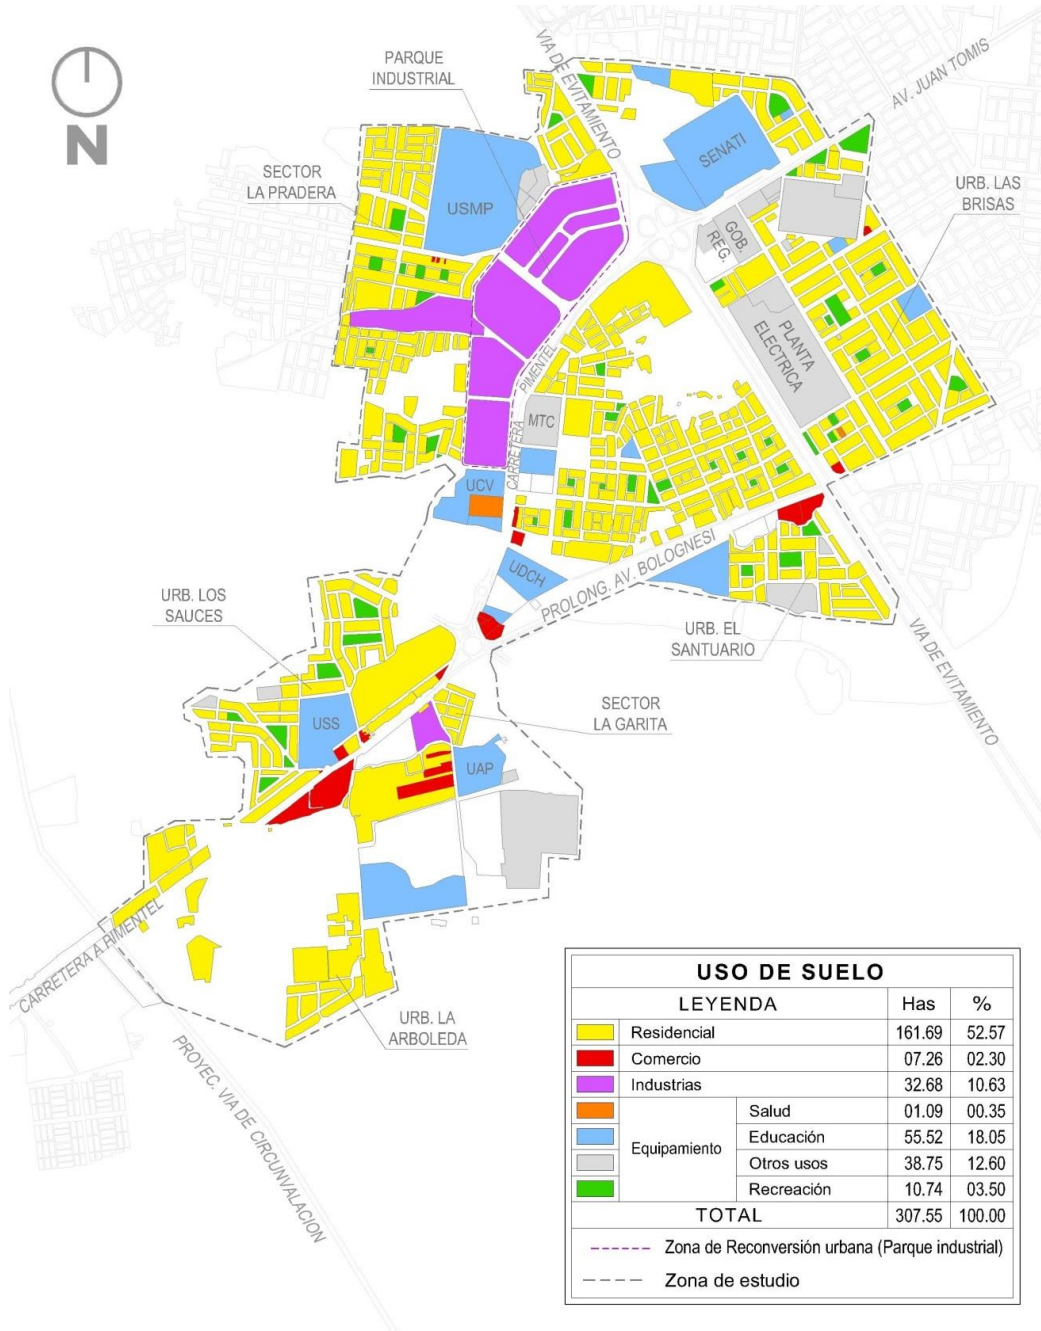 N
PARQUE
INDUSTRIAL
VIA DE EVITAMIENTO
AV. JUAN TOMIS
SECTOR
LA PRADERA
SENATI
USMP
URB. LAS
BRISAS
GOB.
REG.
PLANTA
ELECTRICA
CARRETERA PIMENTEL
MTC
UCV
UDCH
PROLONG. AV. BOLOGNESI
URB. LOS
SAUCES
URB. EL
SANTUARIO
VIA DE EVITAMIENTO
SECTOR
LA GARITA
USS
UAP
CARRETERA A PIMENTEL
URB. LA
ARBOLEDA
PROYEC. VIA DE CIRCUNVALACION
USO DE SUELO
LEYENDA Has %
Residencial 161.69 52.57
Comercio 07.26 02.30
Industrias 32.68 10.63
Equipamiento
Salud 01.09 00.35
Educación 55.52 18.05
Otros usos 38.75 12.60
Recreación 10.74 03.50
TOTAL 307.55 100.00
Zona de Reconversión urbana (Parque industrial)
Zona de estudio